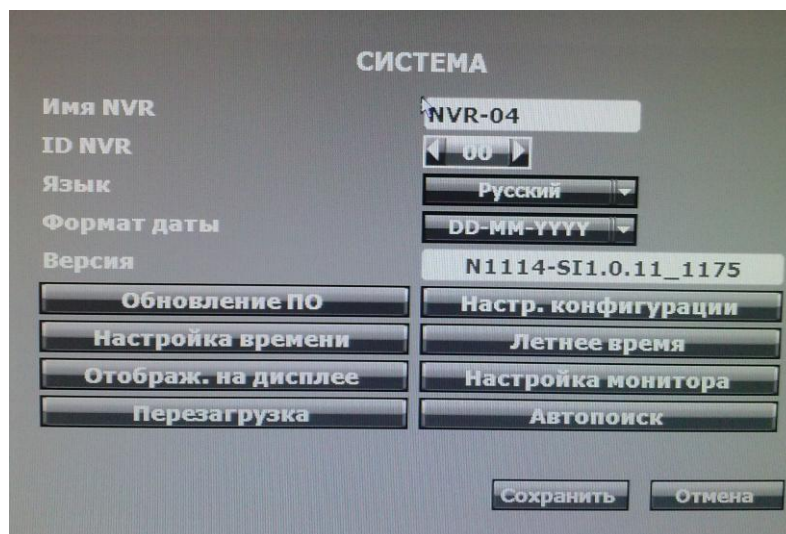 СИСТЕМА
Имя NVR NVR-04
ID NVR 00
Язык Русский
Формат даты DD-MM-YYYY
Версия N1114-SI1.0.11_1175
Обновление ПО Настр. конфигурации
Настройка времени Летнее время
Отображ. на дисплее Настройка монитора
Перезагрузка Автопоиск
Сохранить Отмена